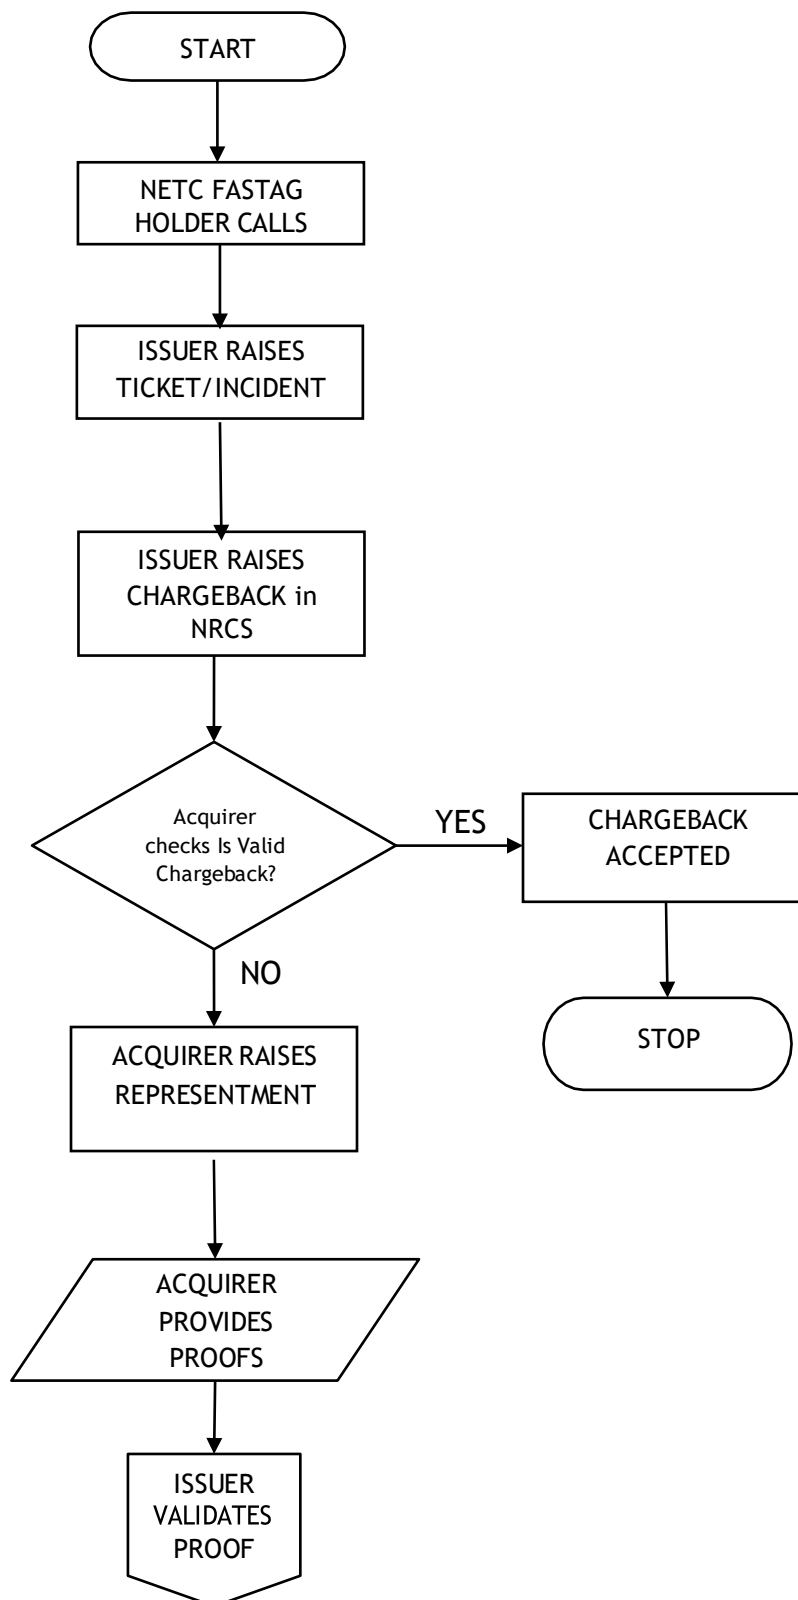 START
NETC FASTAG
HOLDER CALLS
ISSUER RAISES
TICKET/INCIDENT
ISSUER RAISES
CHARGEBACK in
NRCS
Acquirer
checks Is Valid
Chargeback?
YES
CHARGEBACK
ACCEPTED
NO
STOP
ACQUIRER RAISES
REPRESENTMENT
ACQUIRER
PROVIDES
PROOFS
ISSUER
VALIDATES
PROOF